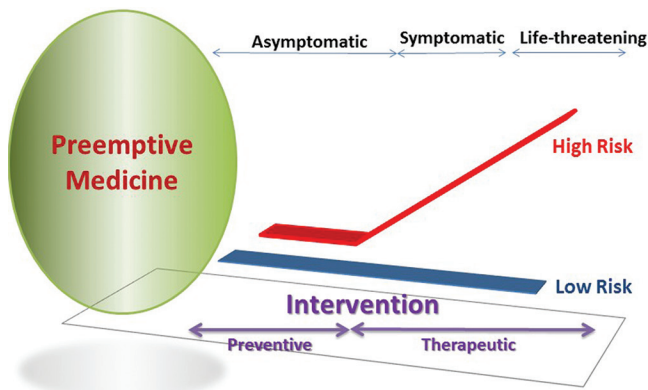 Asymptomatic Symptomatic Life-threatening
Preemptive
Medicine
High Risk
Low Risk
Intervention
Preventive Therapeutic